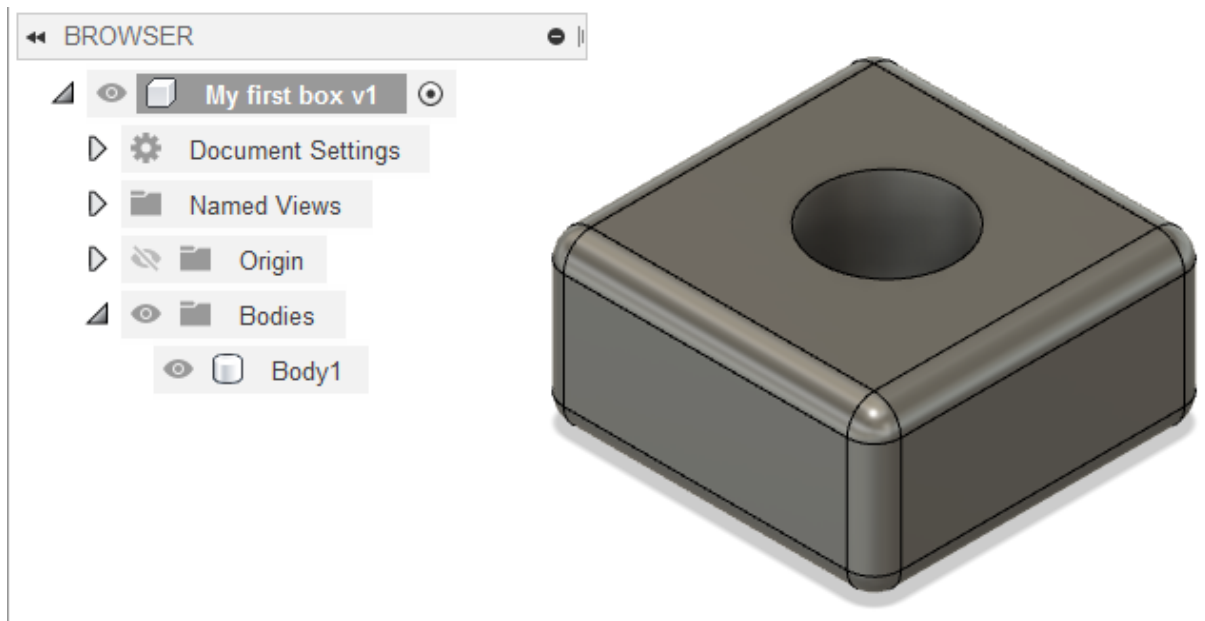 BROWSER
My first box v1
Document Settings
Named Views
Origin
Bodies
Body1